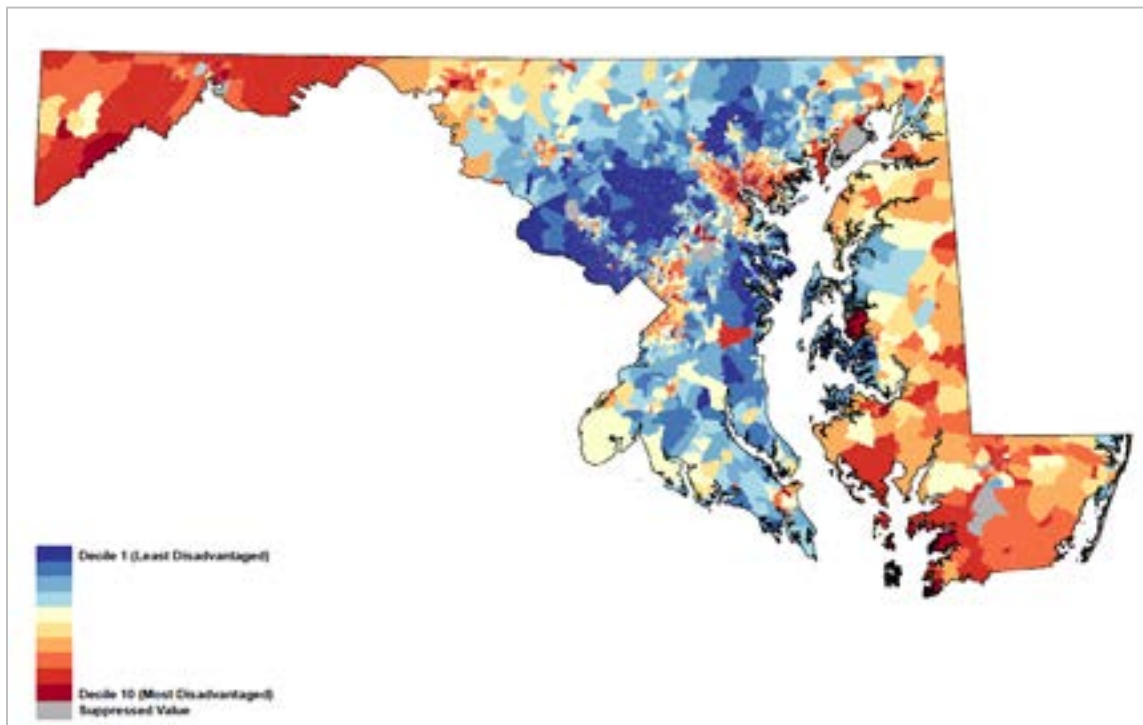 Decile 1 (Least Disadvantaged)
Decile 10 (Most Disadvantaged)
Suppressed Value